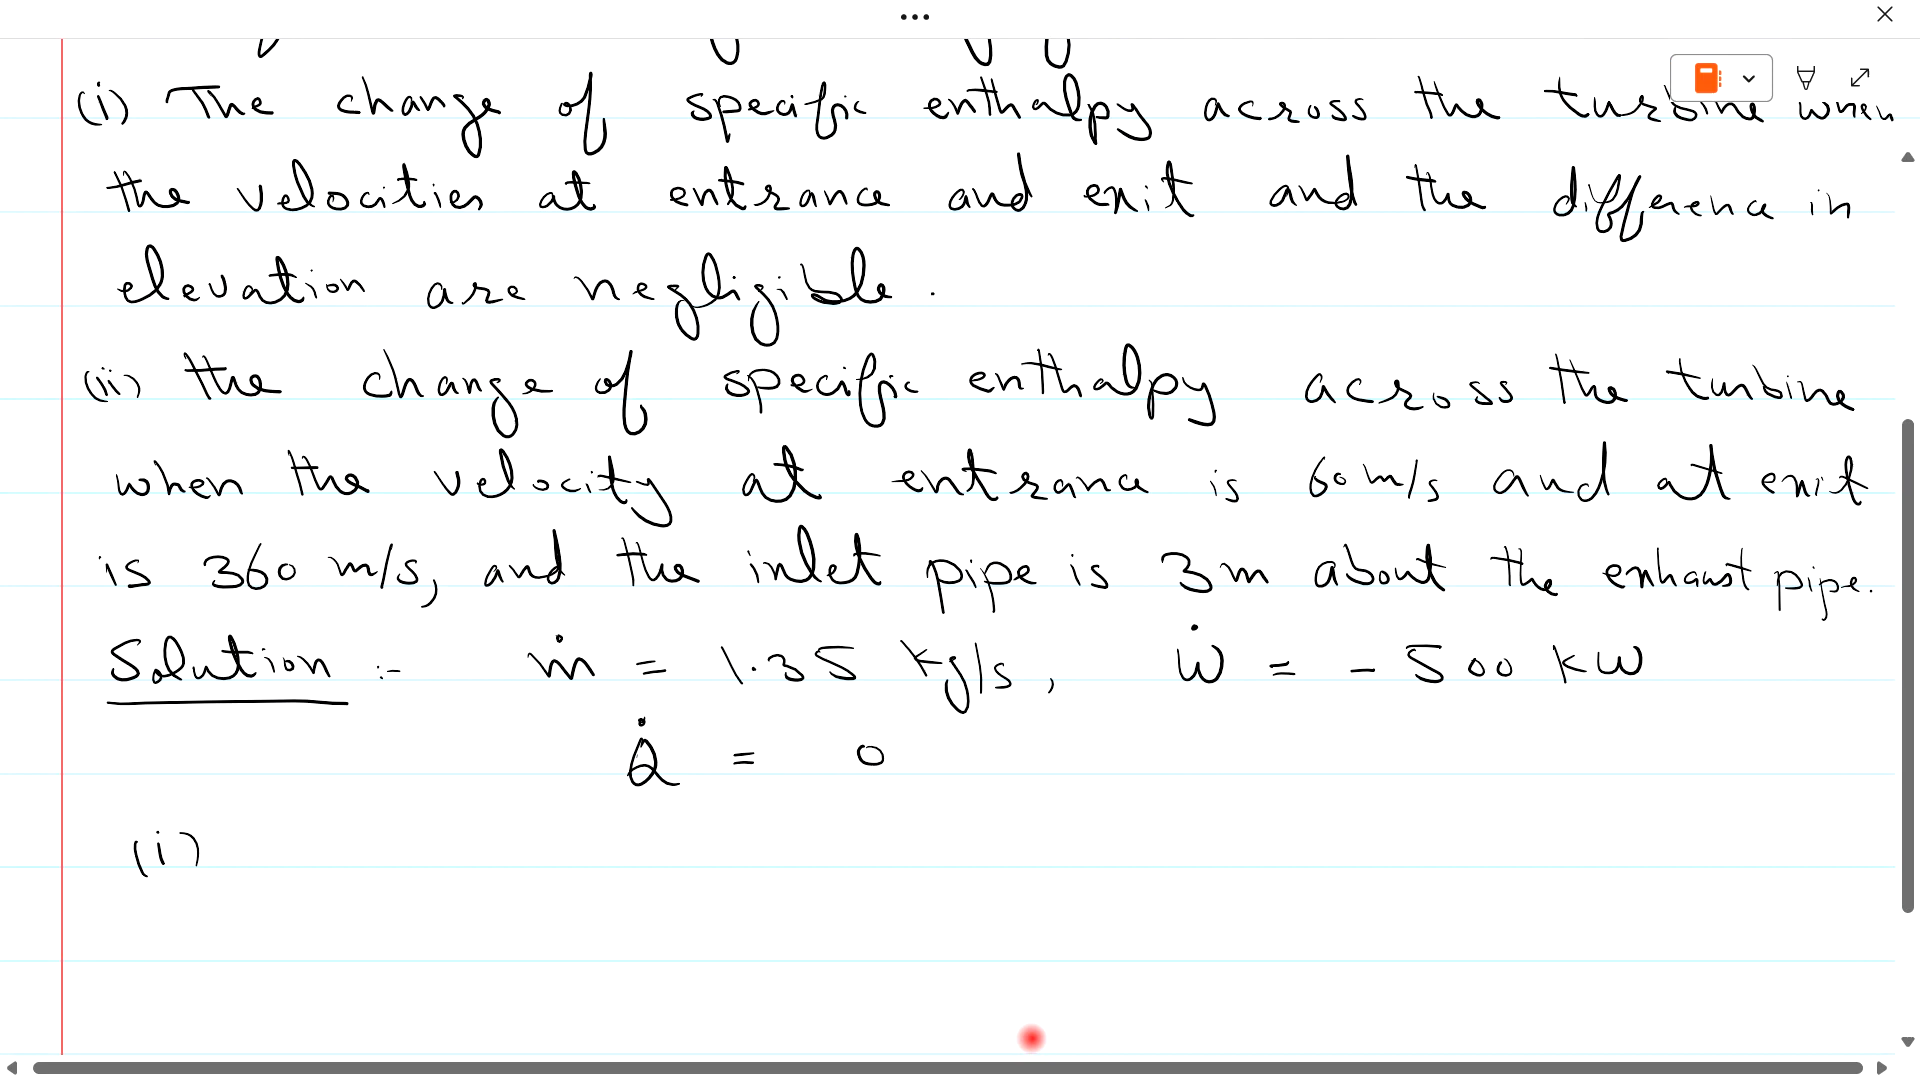 (i) The change of specific enthalpy across the turbine when
the velocities at entrance and exit and the difference in
elevation are negligible.
(ii) the change of specific enthalpy across the turbine
when the velocity at entrance is 60 m/s and at exit
is 360 m/s, and the inlet pipe is 3m about the exhaust pipe.
Solution :- ṁ = 1.35 kg/s, Ẇ = - 500 kW
Q̇ = 0
(i)